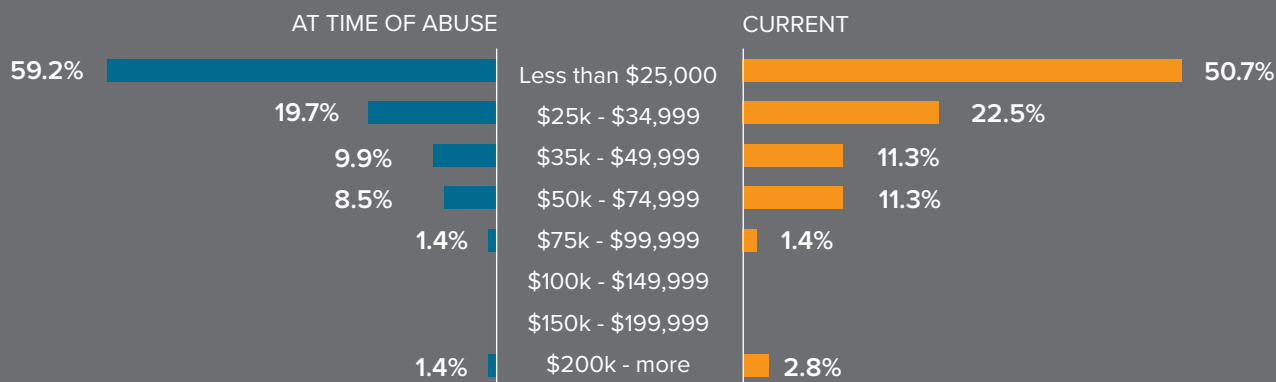 AT TIME OF ABUSE CURRENT
59.2% Less than $25,000 50.7%
19.7% $25k - $34,999 22.5%
9.9% $35k - $49,999 11.3%
8.5% $50k - $74,999 11.3%
1.4% $75k - $99,999 1.4%
$100k - $149,999
$150k - $199,999
1.4% $200k - more 2.8%